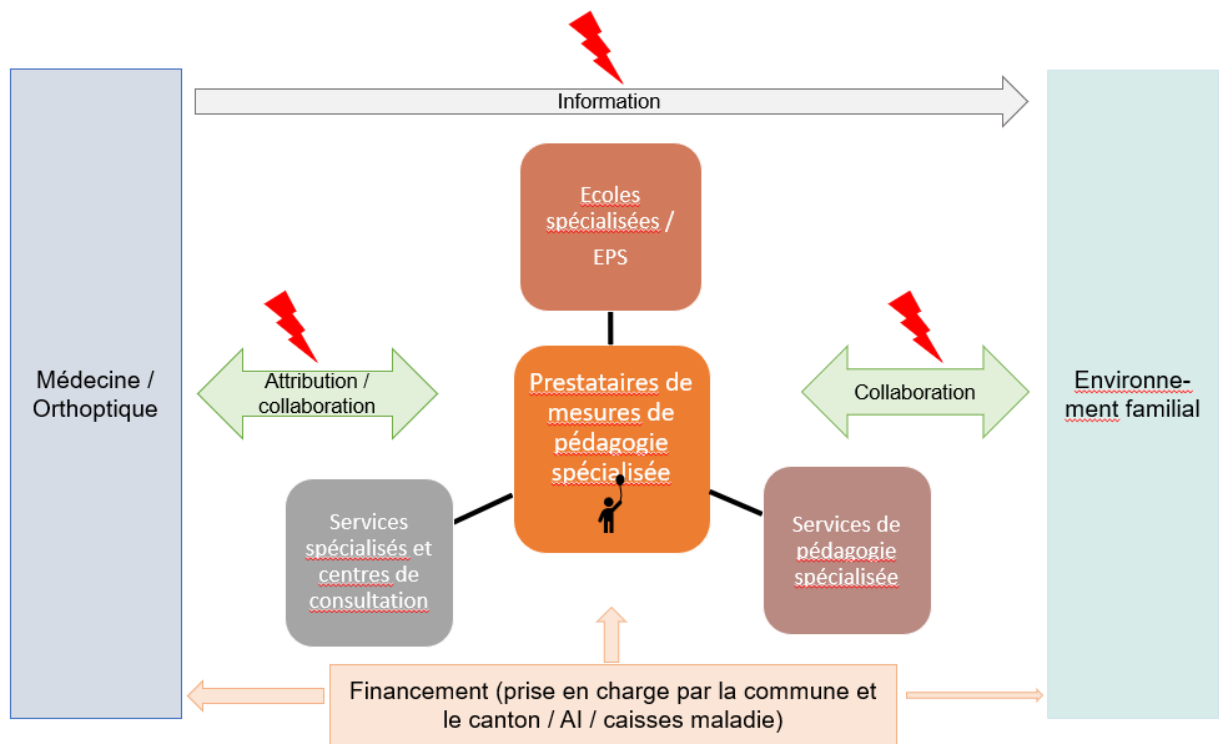 Information
Ecoles
spécialisées /
EPS
Médecine /
Orthoptique
Attribution /
collaboration
Prestataires de
mesures de
pédagogie
spécialisée
Collaboration
Environne-
ment familial
Services
spécialisés et
centres de
consultation
Services de
pédagogie
spécialisée
Financement (prise en charge par la commune et
le canton / AI / caisses maladie)